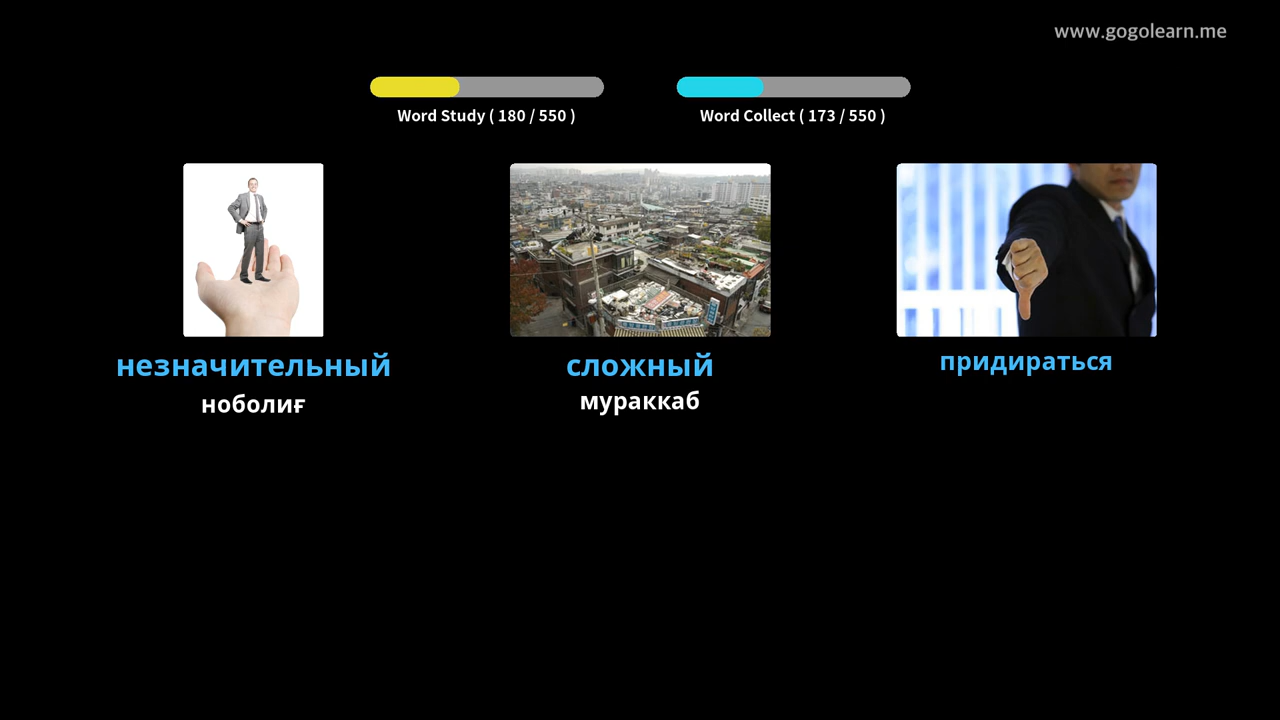 www.gogolearn.me
Word Study ( 180 / 550 )
Word Collect ( 173 / 550 )
незначительный
ноболиғ
сложный
мураккаб
придираться